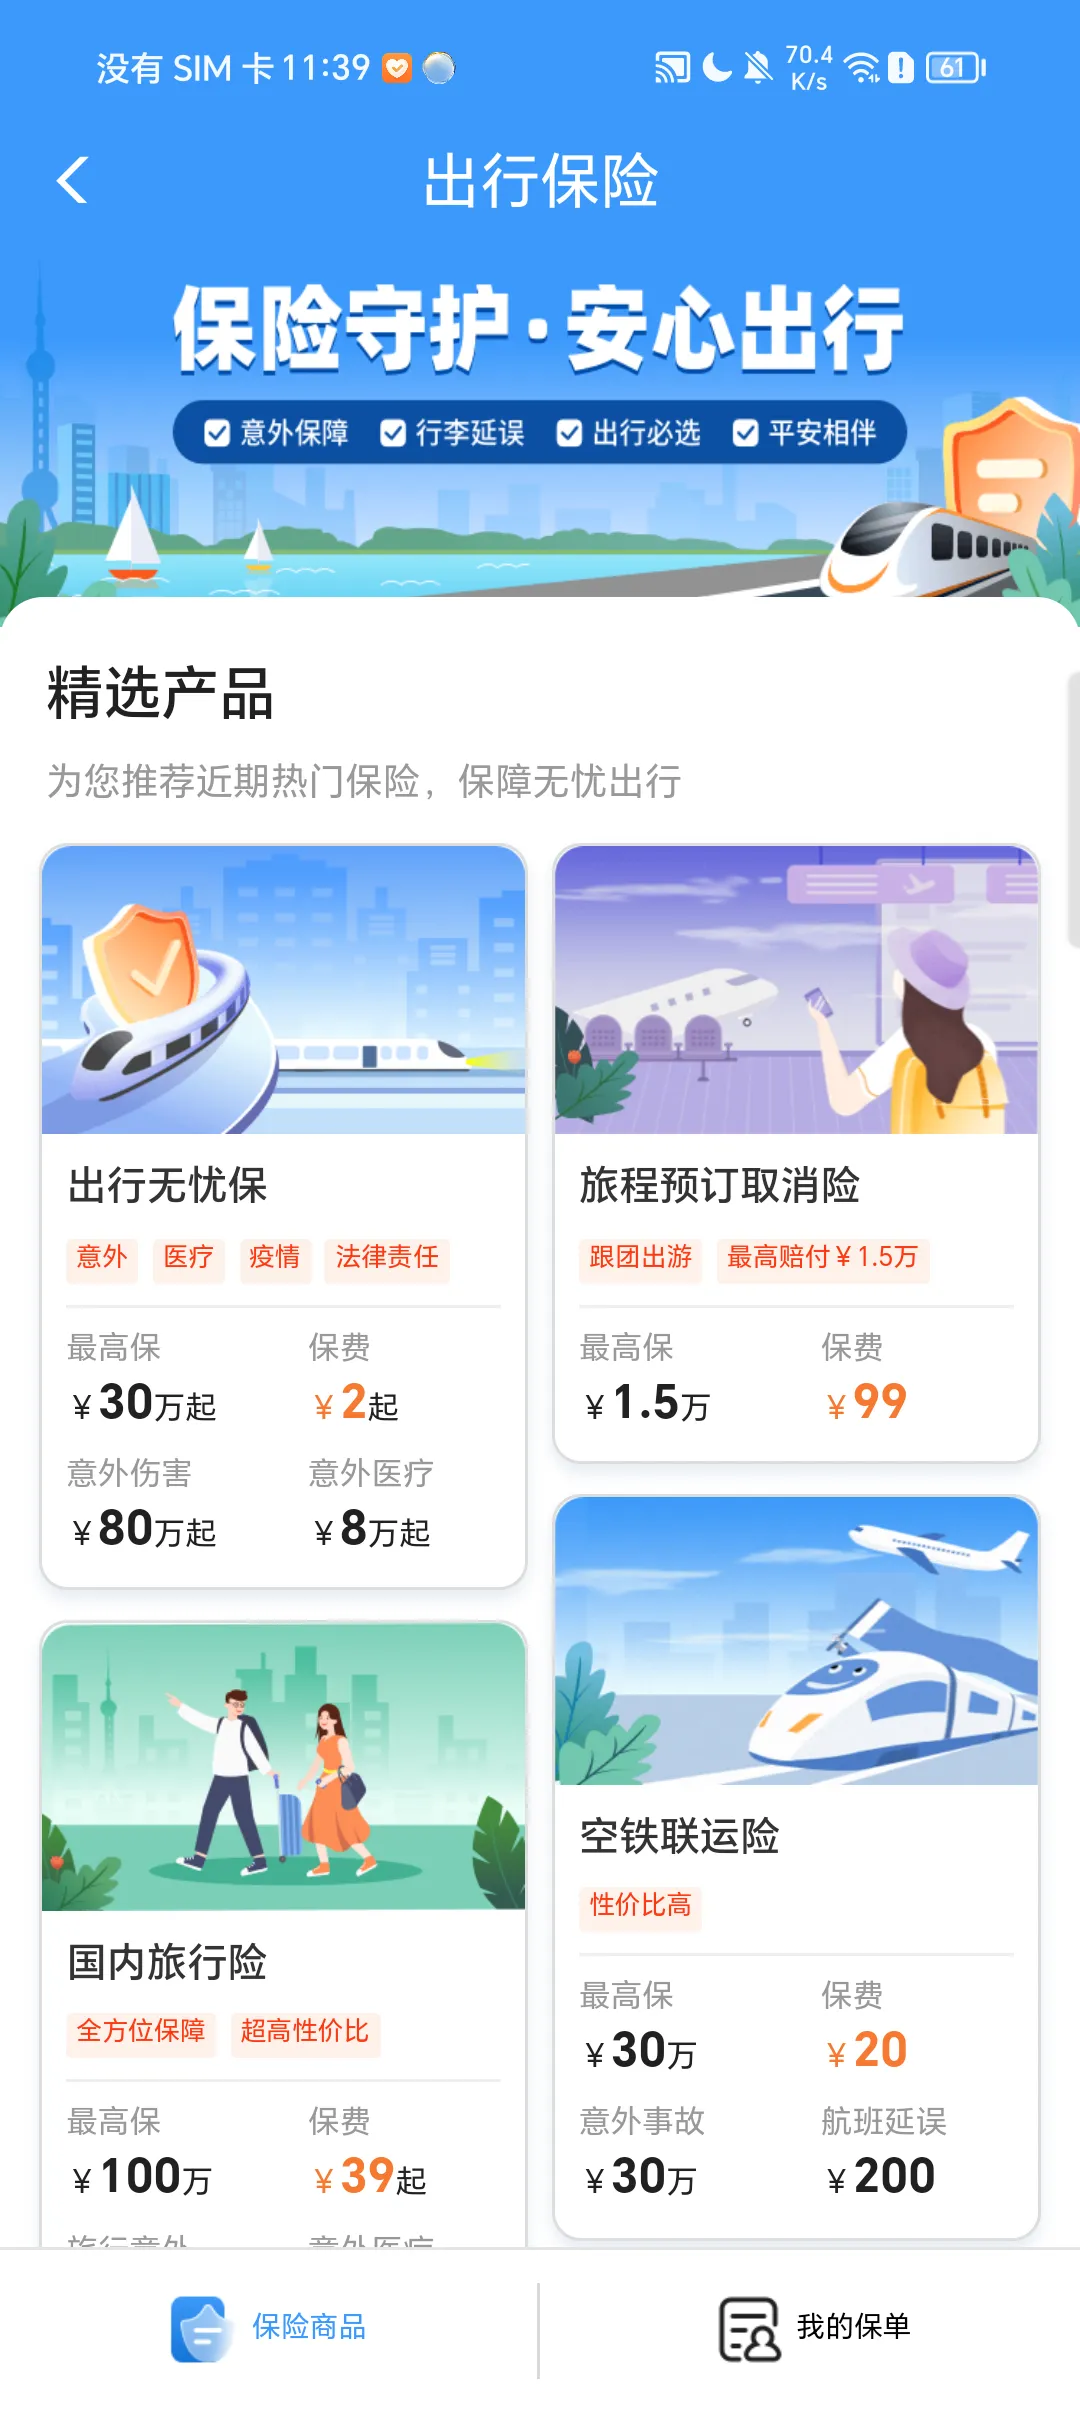 没有 SIM 卡 11:39
70.4 K/s
61
出行保险
保险守护·安心出行
意外保障 行李延误 出行必选 平安相伴
精选产品
为您推荐近期热门保险，保障无忧出行
出行无忧保
意外 医疗 疫情 法律责任
最高保 保费
¥30万起 ¥2起
意外伤害 意外医疗
¥80万起 ¥8万起
旅程预订取消险
跟团出游 最高赔付¥1.5万
最高保 保费
¥1.5万 ¥99
国内旅行险
全方位保障 超高性价比
最高保 保费
¥100万 ¥39起
旅行意外 意外医疗
空铁联运险
性价比高
最高保 保费
¥30万 ¥20
意外事故 航班延误
¥30万 ¥200
保险商品 我的保单